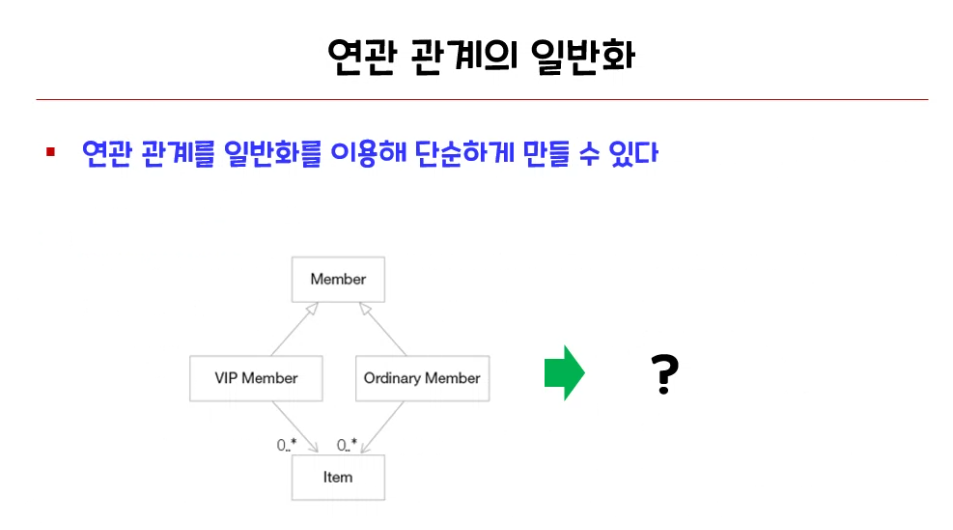 연관 관계의 일반화
▪ 연관 관계를 일반화를 이용해 단순하게 만들 수 있다
Member
VIP Member
Ordinary Member
?
0..*
0..*
Item